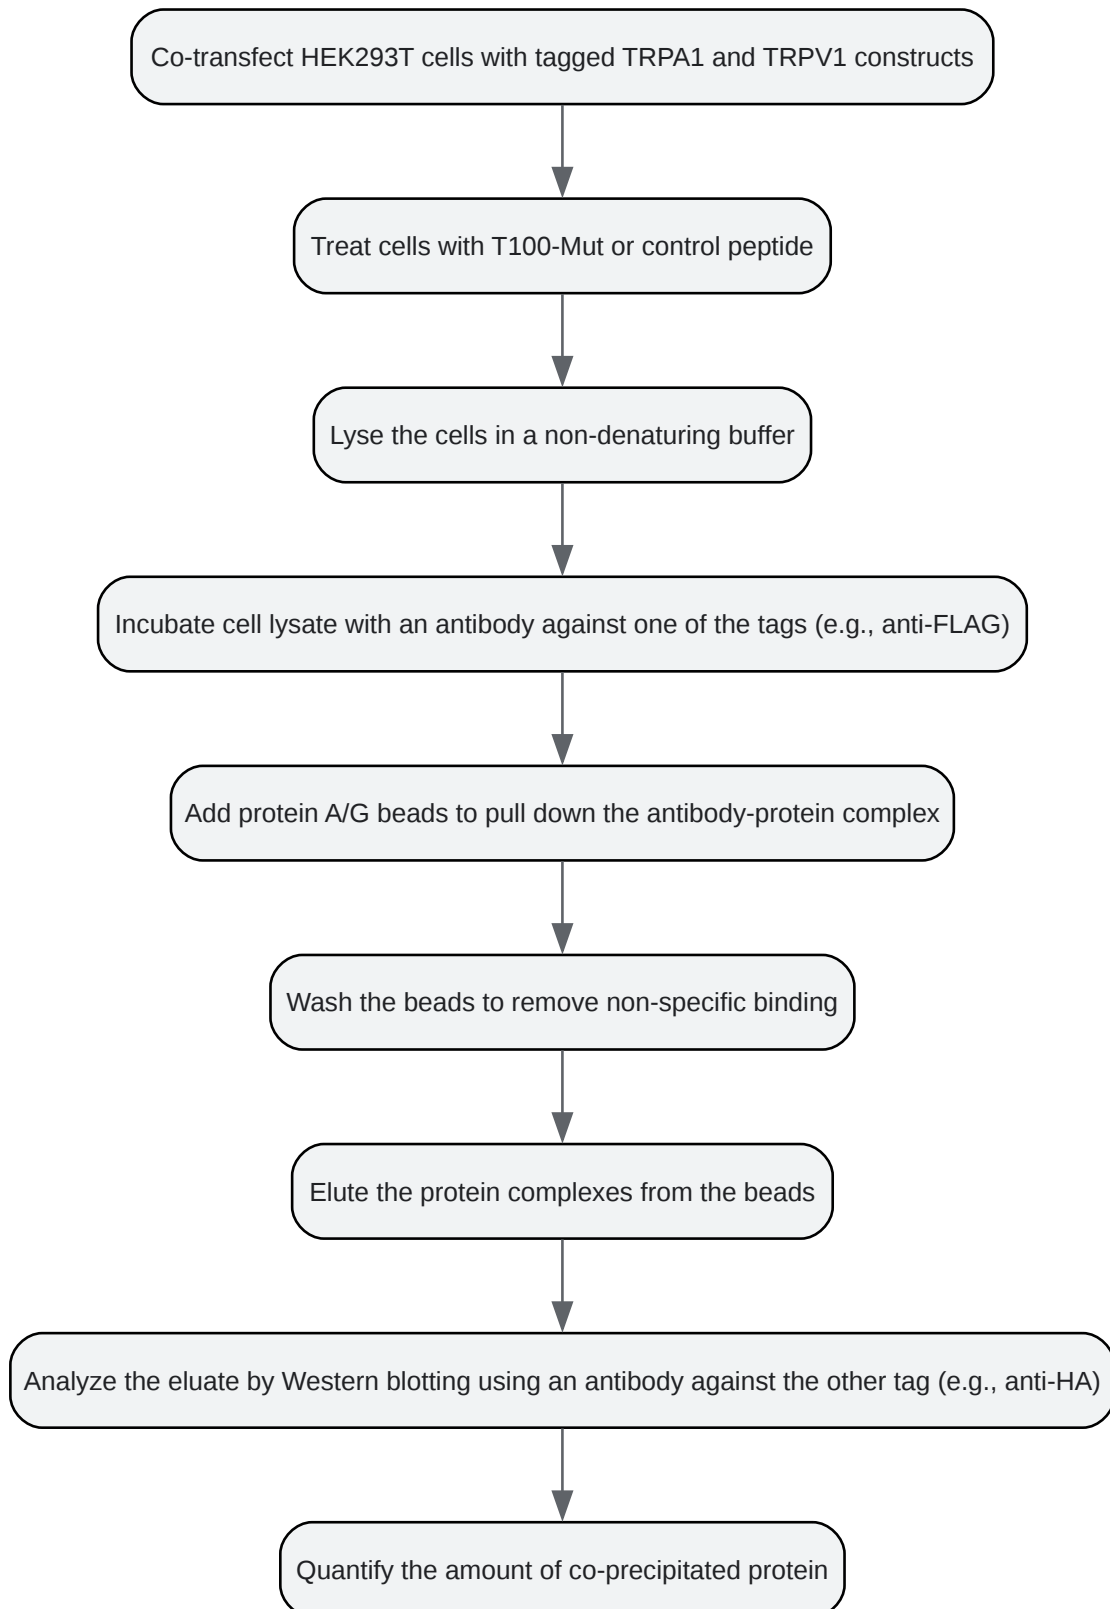 Co-transfect HEK293T cells with tagged TRPA1 and TRPV1 constructs
Treat cells with T100-Mut or control peptide
Lyse the cells in a non-denaturing buffer
Incubate cell lysate with an antibody against one of the tags (e.g., anti-FLAG)
Add protein A/G beads to pull down the antibody-protein complex
Wash the beads to remove non-specific binding
Elute the protein complexes from the beads
Analyze the eluate by Western blotting using an antibody against the other tag (e.g., anti-HA)
Quantify the amount of co-precipitated protein